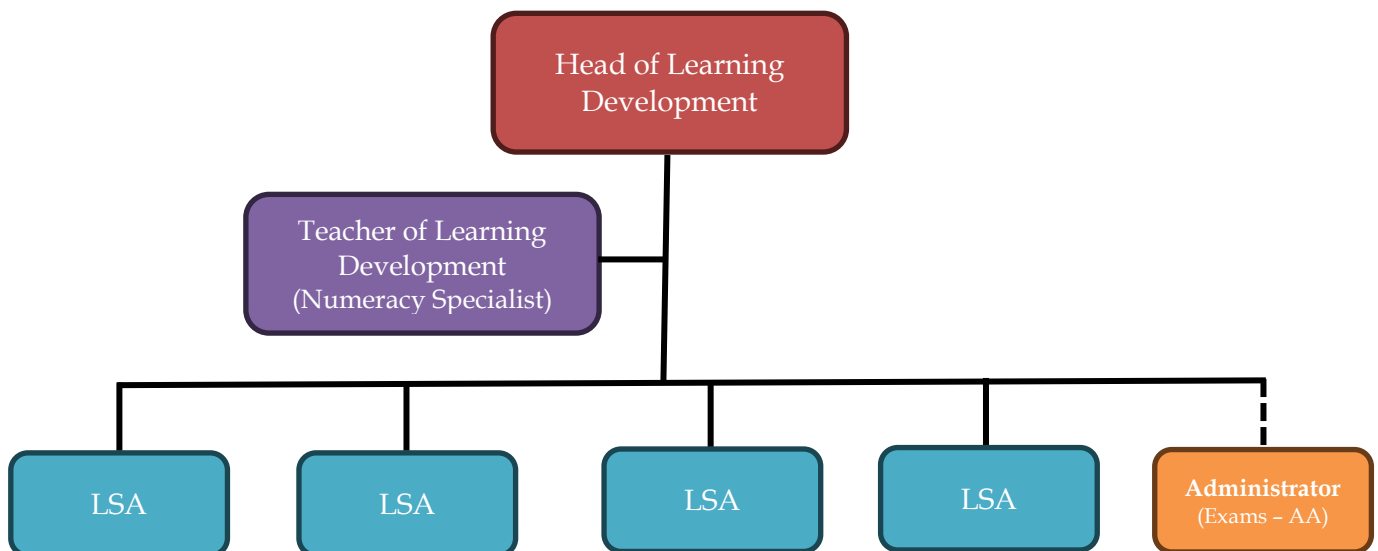 Head of Learning
Development
Teacher of Learning
Development
(Numeracy Specialist)
LSA
LSA
LSA
LSA
Administrator
(Exams – AA)